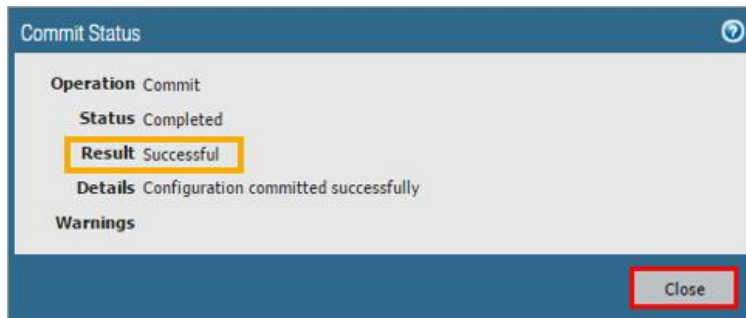 Commit Status
Operation Commit
Status Completed
Result Successful
Details Configuration committed successfully
Warnings
Close